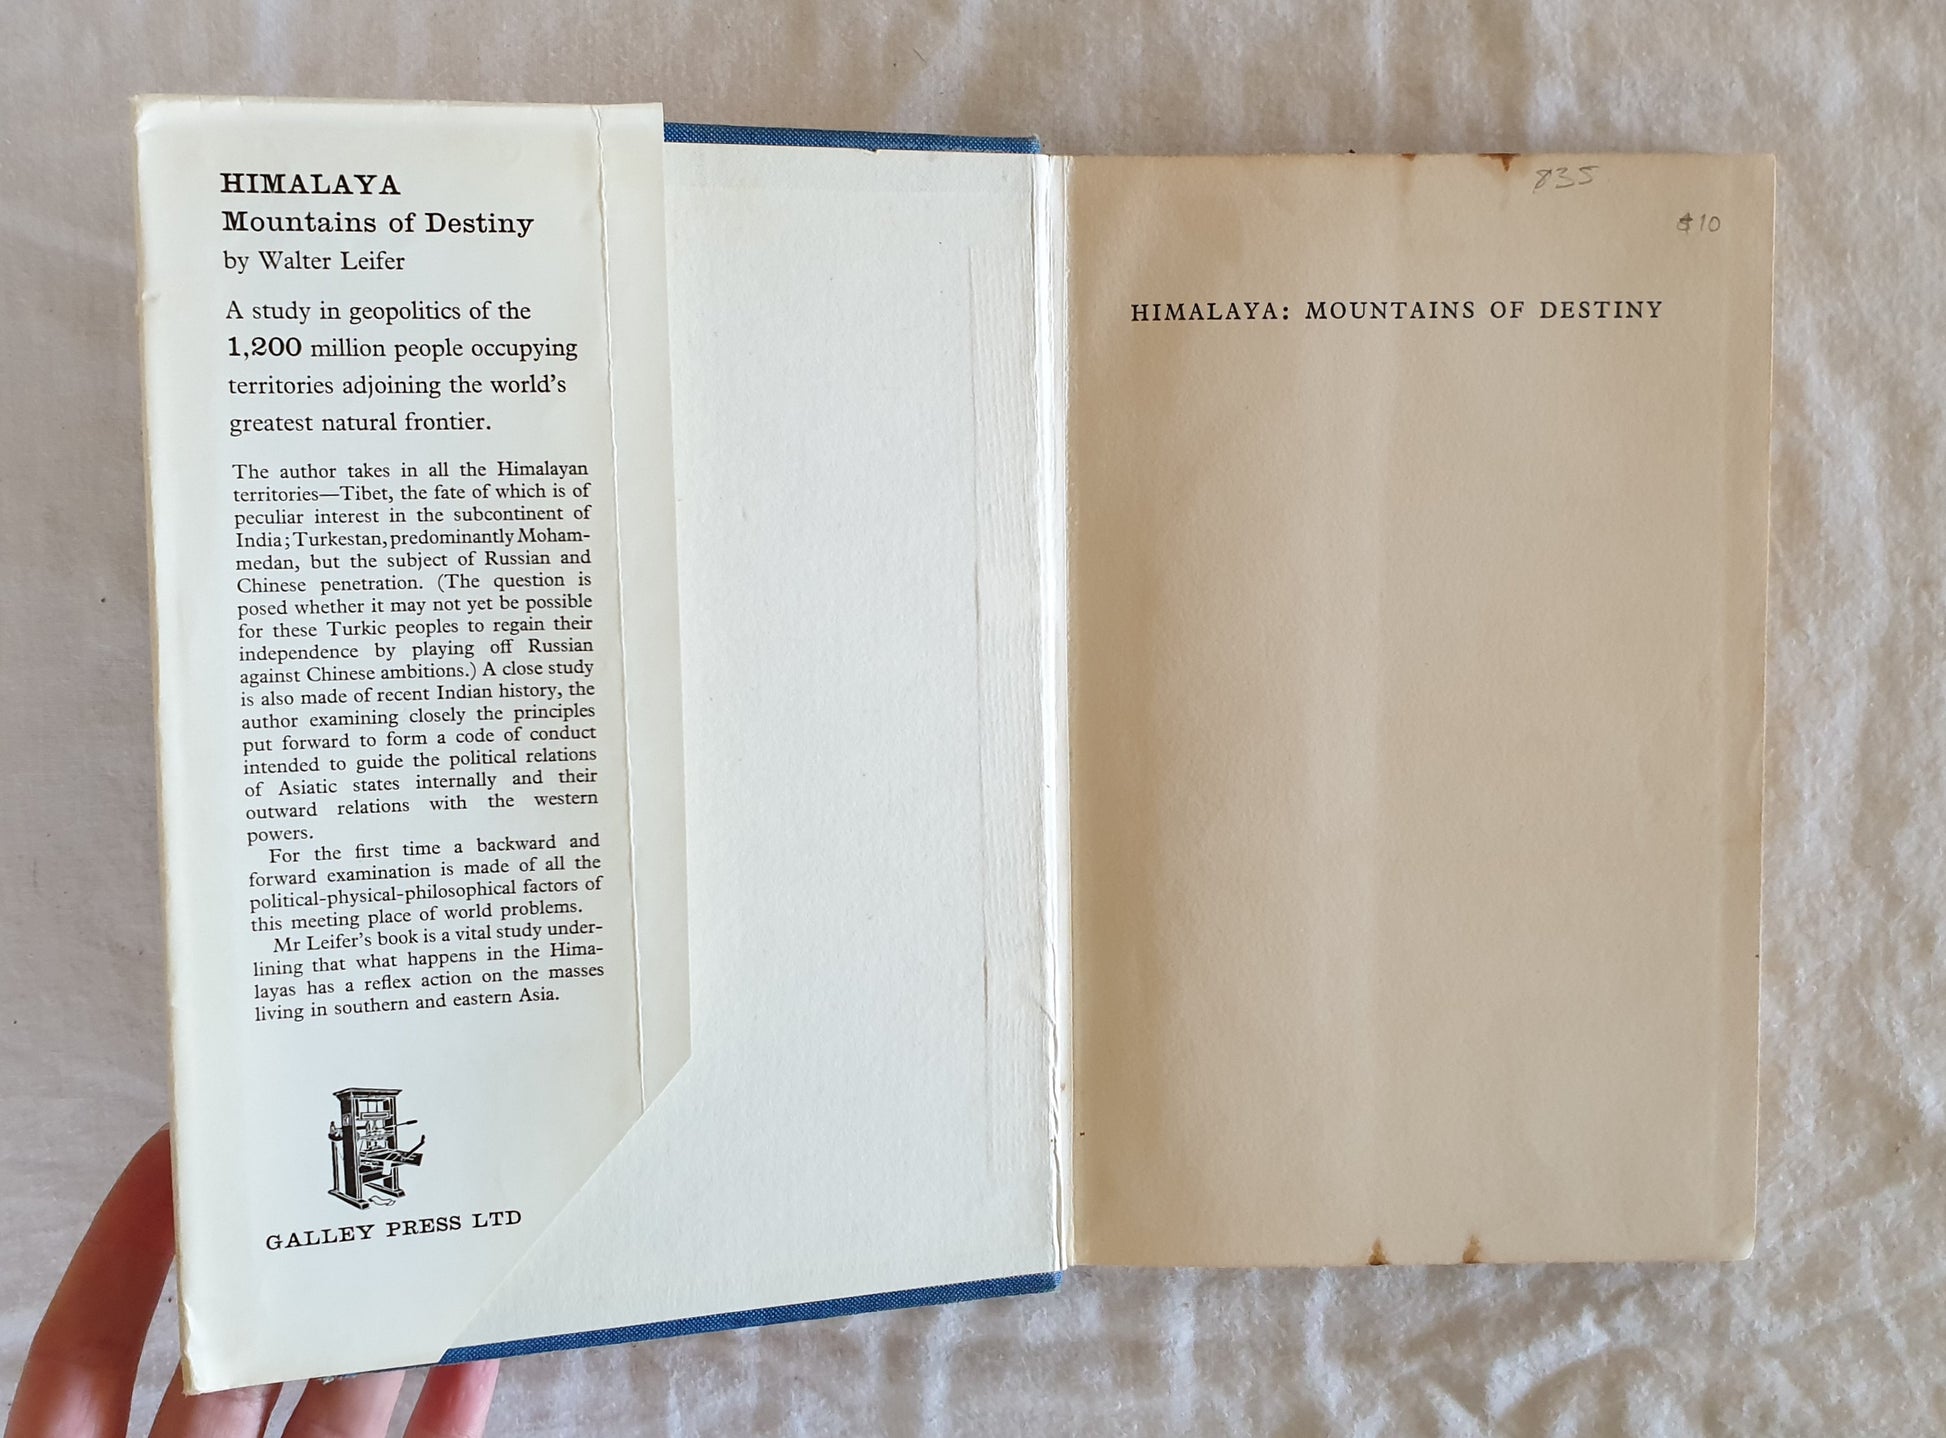 HIMALAYA
Mountains of Destiny
by Walter Leifer
A study in geopolitics of the
1,200 million people occupying
territories adjoining the world's
greatest natural frontier.
The author takes in all the Himalayan
territories—Tibet, the fate of which is of
peculiar interest in the subcontinent of
India; Turkestan, predominantly Moham-
medan, but the subject of Russian and
Chinese penetration. (The question is
posed whether it may not yet be possible
for these Turkic peoples to regain their
independence by playing off Russian
against Chinese ambitions.) A close study
is also made of recent Indian history, the
author examining closely the principles
put forward to form a code of conduct
intended to guide the political relations
of Asiatic states internally and their
outward relations with the western
powers.
For the first time a backward and
forward examination is made of all the
political-physical-philosophical factors of
this meeting place of world problems.
Mr Leifer's book is a vital study under-
lining that what happens in the Hima-
layas has a reflex action on the masses
living in southern and eastern Asia.
GALLEY PRESS LTD
835
$10
HIMALAYA: MOUNTAINS OF DESTINY